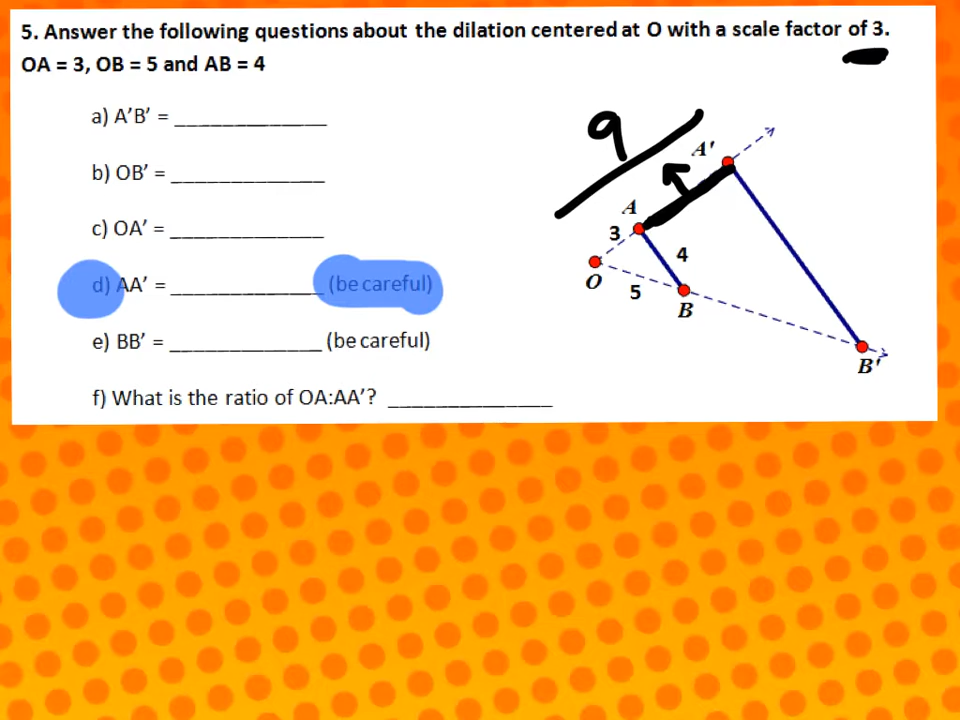 5. Answer the following questions about the dilation centered at O with a scale factor of 3.
OA = 3, OB = 5 and AB = 4
a) A'B' = ______________
b) OB' = ______________
c) OA' = ______________
d) AA' = ______________ (be careful)
e) BB' = ______________ (be careful)
f) What is the ratio of OA:AA'? ______________
9
A'
A
3
4
O
5
B
B'